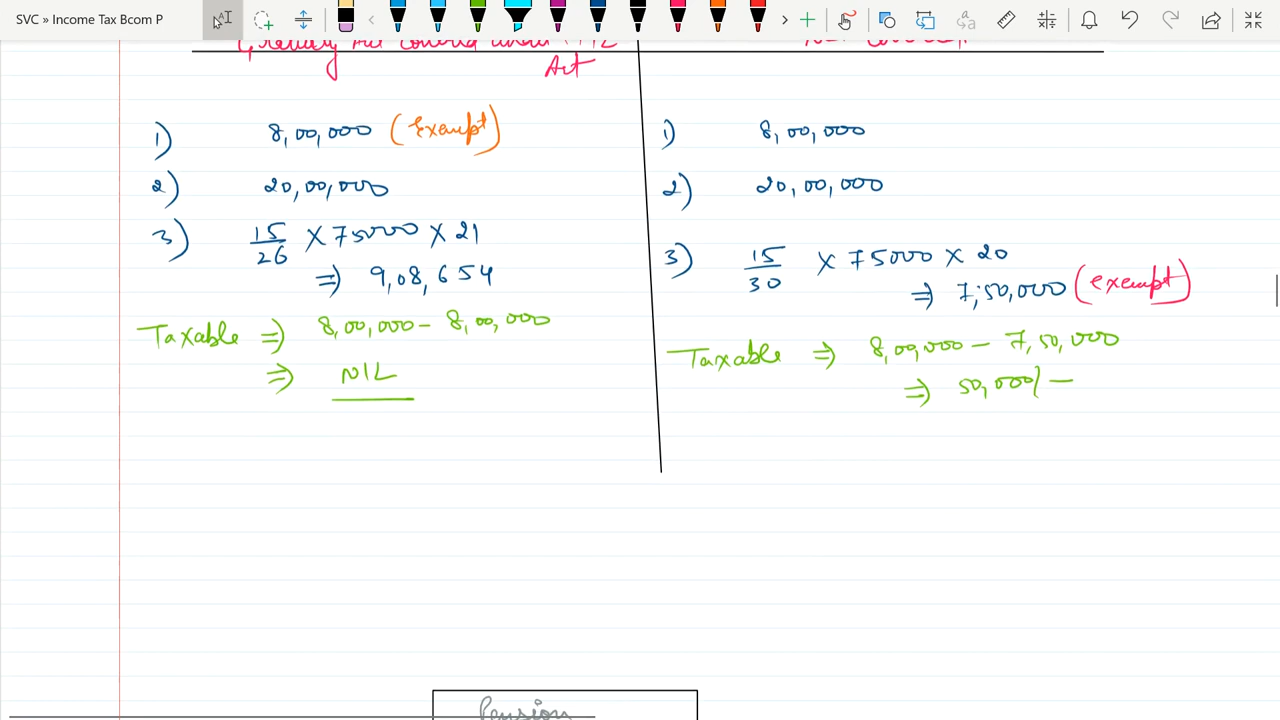 SVC » Income Tax Bcom P
Act
1) 8,00,000 (Exempt)
2) 20,00,000
3) 15/26 × 75000 × 21
⇒ 9,08,654
Taxable ⇒ 8,00,000 – 8,00,000
⇒ NIL
1) 8,00,000
2) 20,00,000
3) 15/30 × 75000 × 20
⇒ 7,50,000 (exempt)
Taxable ⇒ 8,00,000 – 7,50,000
⇒ 50,000/–
Pension